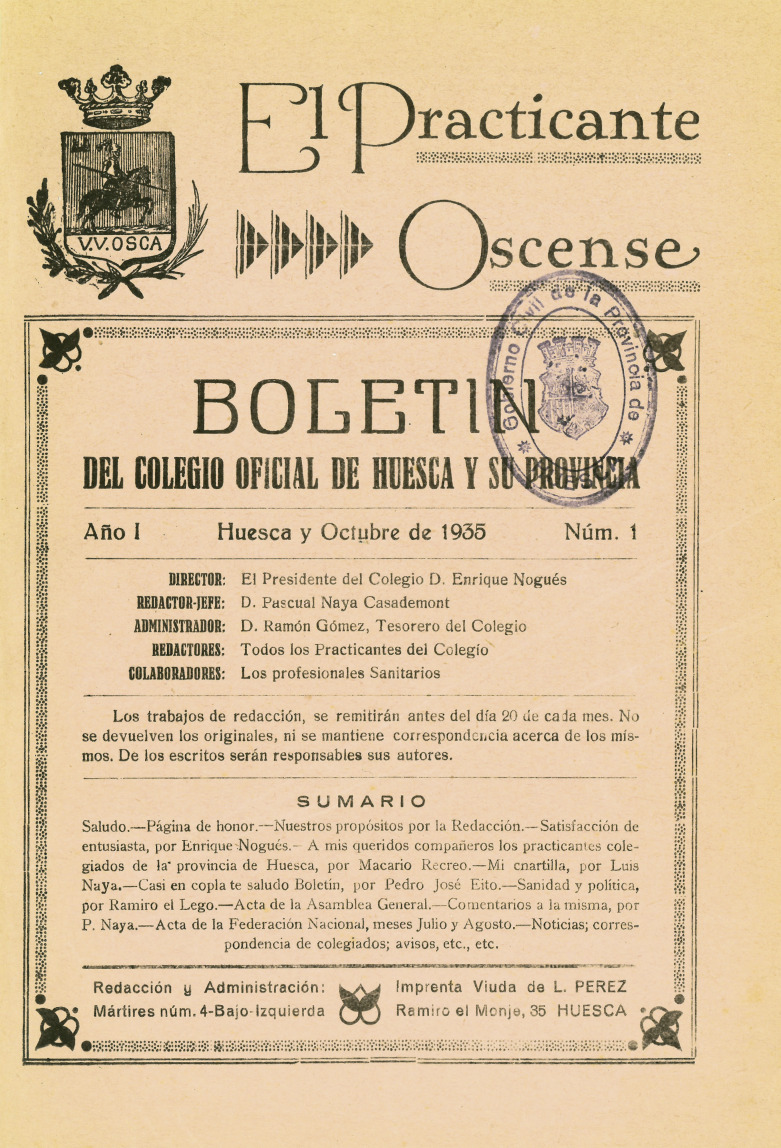 El Practicante
V.V.OSCA
Oscense
Gobierno Civil de la Provincia de
BOLETIN
DEL COLEGIO OFICIAL DE HUESCA Y SU PROVINCIA
Año I Huesca y Octubre de 1935 Núm. 1
DIRECTOR: El Presidente del Colegio D. Enrique Nogués
REDACTOR-JEFE: D. Pascual Naya Casademont
ADMINISTRADOR: D. Ramón Gómez, Tesorero del Colegio
REDACTORES: Todos los Practicantes del Colegio
COLABORADORES: Los profesionales Sanitarios
Los trabajos de redacción, se remitirán antes del día 20 de cada mes. No
se devuelven los originales, ni se mantiene correspondencia acerca de los mis-
mos. De los escritos serán responsables sus autores.
SUMARIO
Saludo.—Página de honor.—Nuestros propósitos por la Redacción.—Satisfacción de
entusiasta, por Enrique Nogués.- A mis queridos compañeros los practicantes cole-
giados de la provincia de Huesca, por Macario Recreo.—Mi cnartilla, por Luis
Naya.—Casi en copla te saludo Boletín, por Pedro José Eito.—Sanidad y política,
por Ramiro el Lego.—Acta de la Asamblea General.—Comentarios a la misma, por
P. Naya.—Acta de la Federación Nacional, meses Julio y Agosto.—Noticias; corres-
pondencia de colegiados; avisos, etc., etc.
Redacción y Administración:
Mártires núm. 4-Bajo-Izquierda
Imprenta Viuda de L. PEREZ
Ramiro el Monje, 35 HUESCA